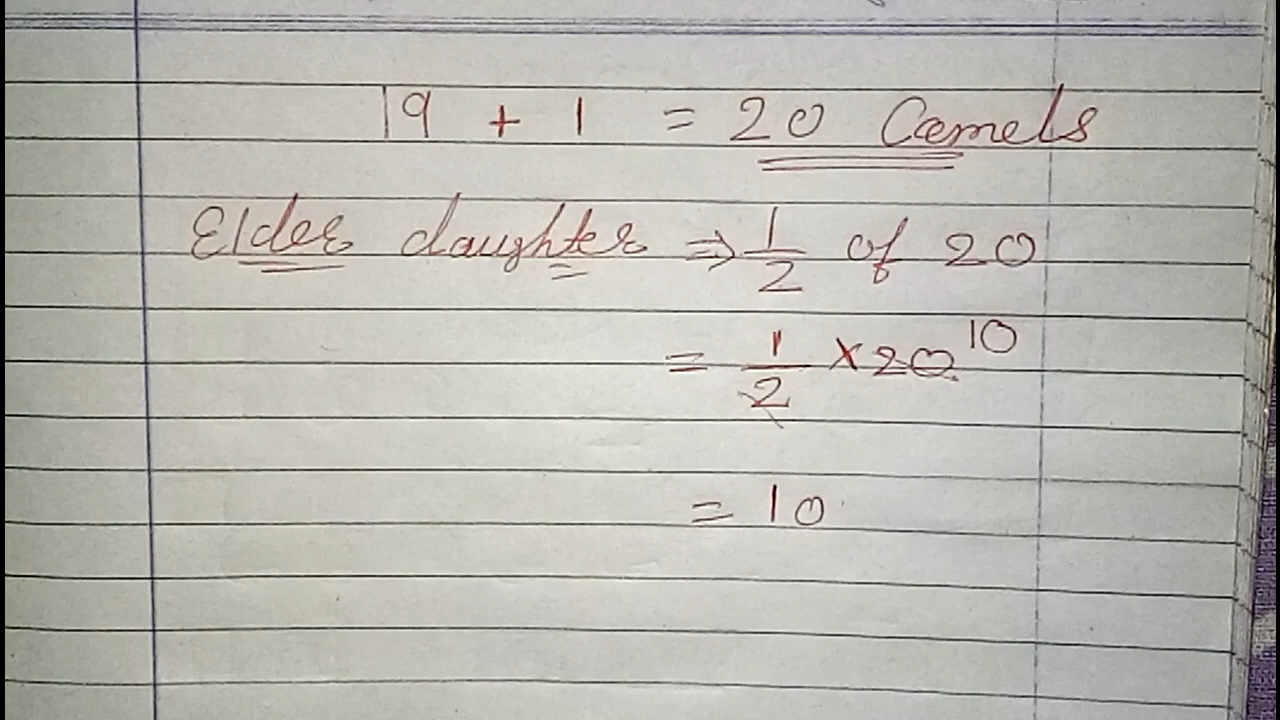 19 + 1 = 20 Camels
Elder daughter ⇒ 1/2 of 20
= 1/2 × 20 10
= 10